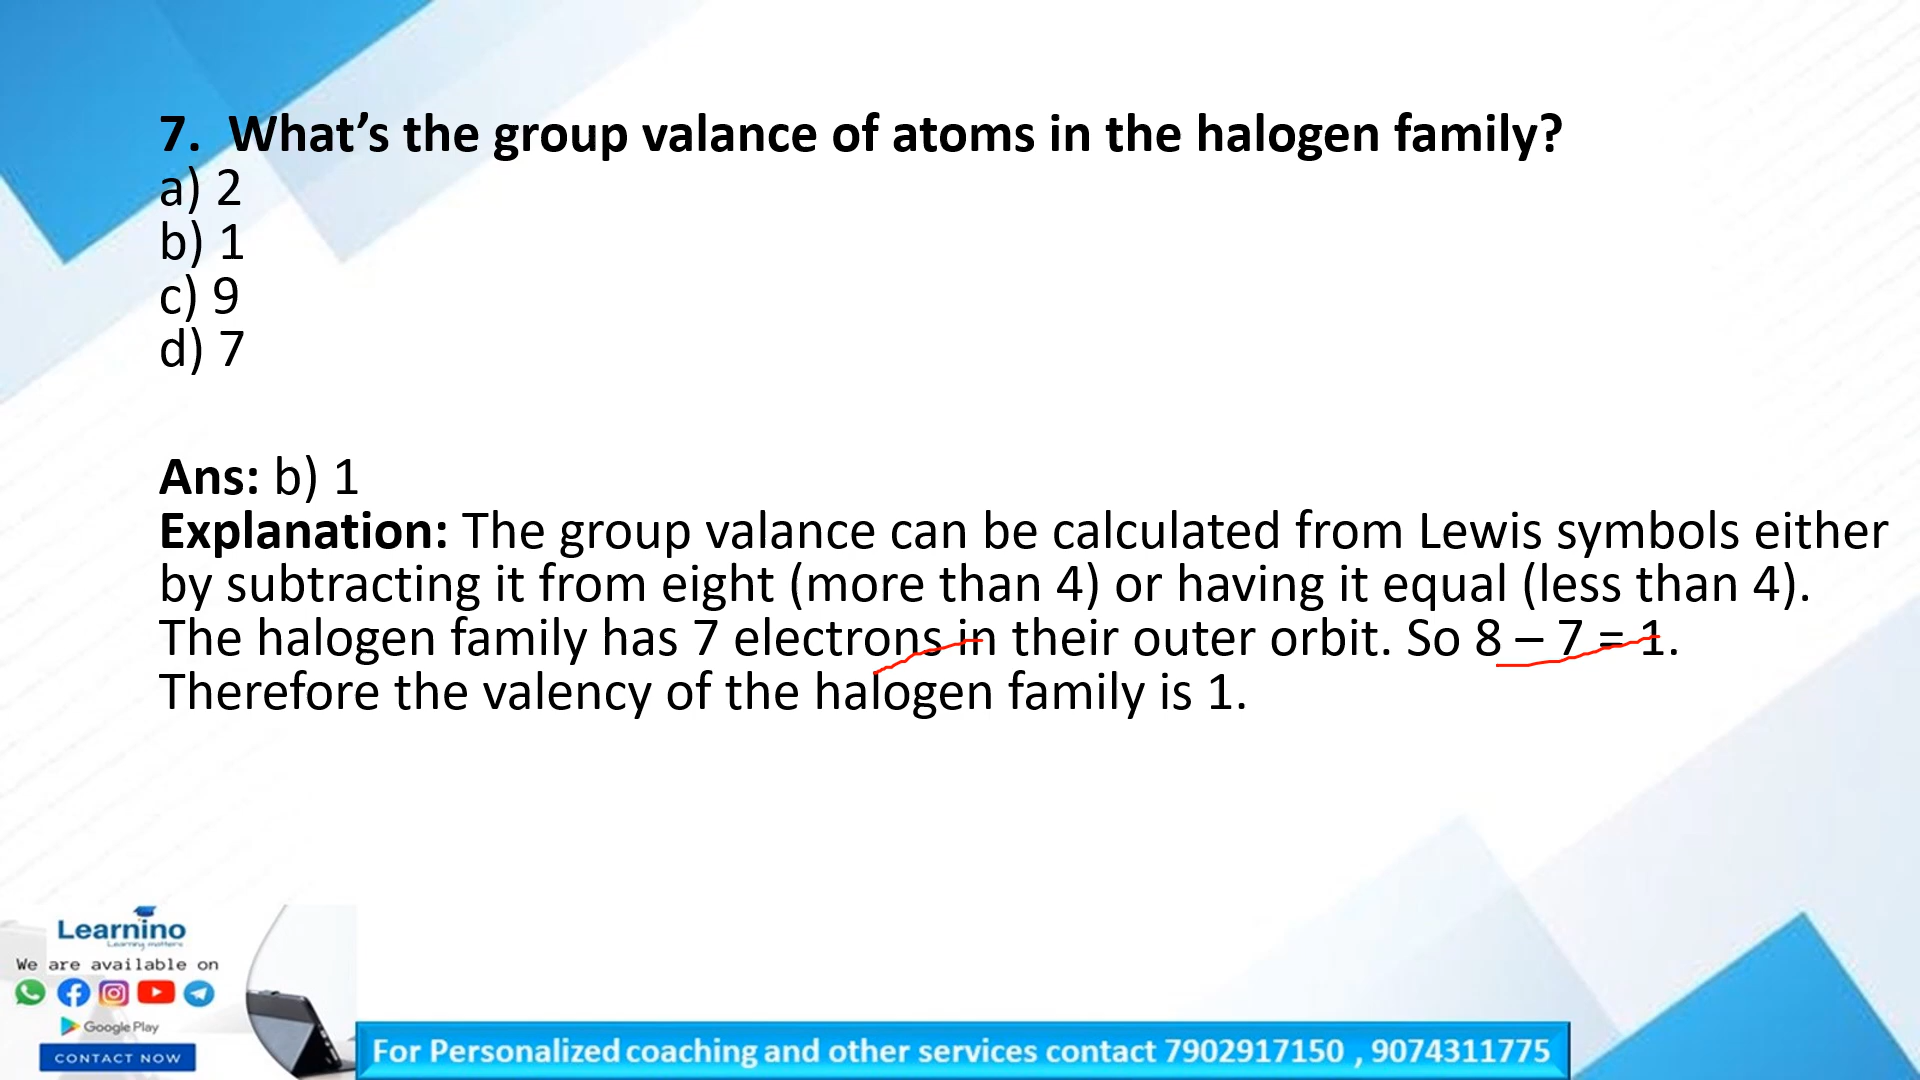 7.  What’s the group valance of atoms in the halogen family?
a) 2
b) 1
c) 9
d) 7
Ans: b) 1
Explanation: The group valance can be calculated from Lewis symbols either
by subtracting it from eight (more than 4) or having it equal (less than 4).
The halogen family has 7 electrons in their outer orbit. So 8 – 7 = 1.
Therefore the valency of the halogen family is 1.
Learnino
Learning matters
We are available on
Google Play
CONTACT NOW
For Personalized coaching and other services contact 7902917150 , 9074311775